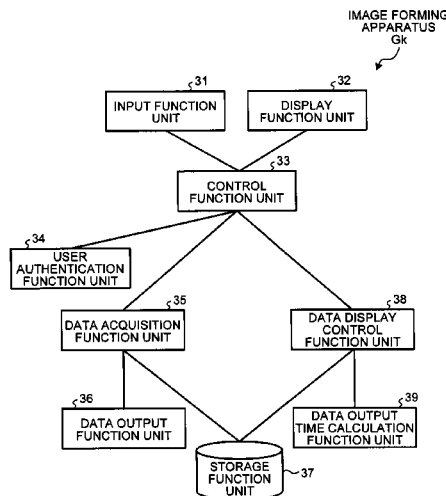 IMAGE FORMING
APPARATUS
Gk
31
INPUT FUNCTION
UNIT
32
DISPLAY
FUNCTION UNIT
33
CONTROL
FUNCTION UNIT
34
USER
AUTHENTICATION
FUNCTION UNIT
35
DATA ACQUISITION
FUNCTION UNIT
38
DATA DISPLAY
CONTROL
FUNCTION UNIT
36
DATA OUTPUT
FUNCTION UNIT
39
DATA OUTPUT
TIME CALCULATION
FUNCTION UNIT
STORAGE
FUNCTION
UNIT
37